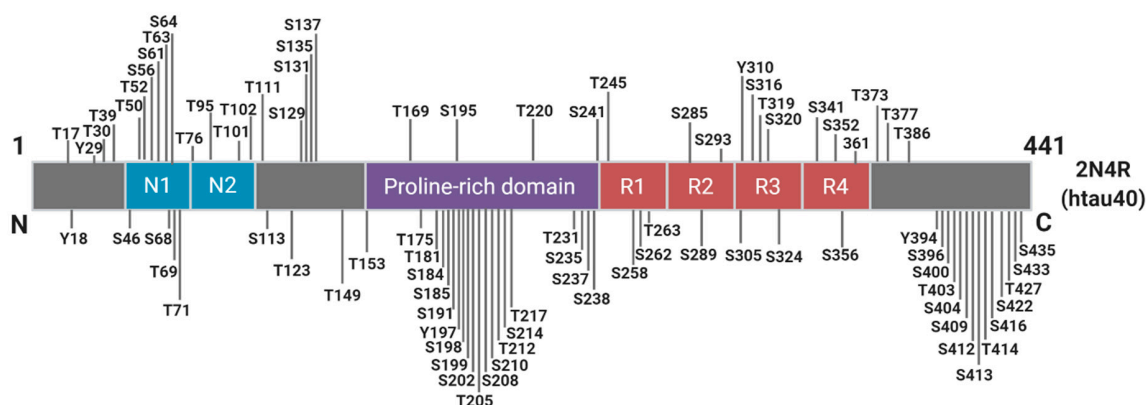 S64
T63
S61
S56
T52
T50
T39
T30
T17
Y29
S137
S135
S131
S129
T111
T102
T95
T101
T76
T169
S195
T220
S241
T245
S285
S293
Y310
S316
T319
S320
S341
S352
361
T373
T377
T386
1
441
N1
N2
Proline-rich domain
R1
R2
R3
R4
2N4R
(htau40)
N
C
Y18
S46
S68
T69
T71
S113
T123
T149
T153
T175
T181
S184
S185
S191
Y197
S198
S199
S202
T205
S208
S210
T212
S214
T217
T231
S235
S237
S238
S258
S262
T263
S289
S305
S324
S356
Y394
S396
S400
T403
S404
S409
S412
S413
T414
S416
S422
T427
S433
S435